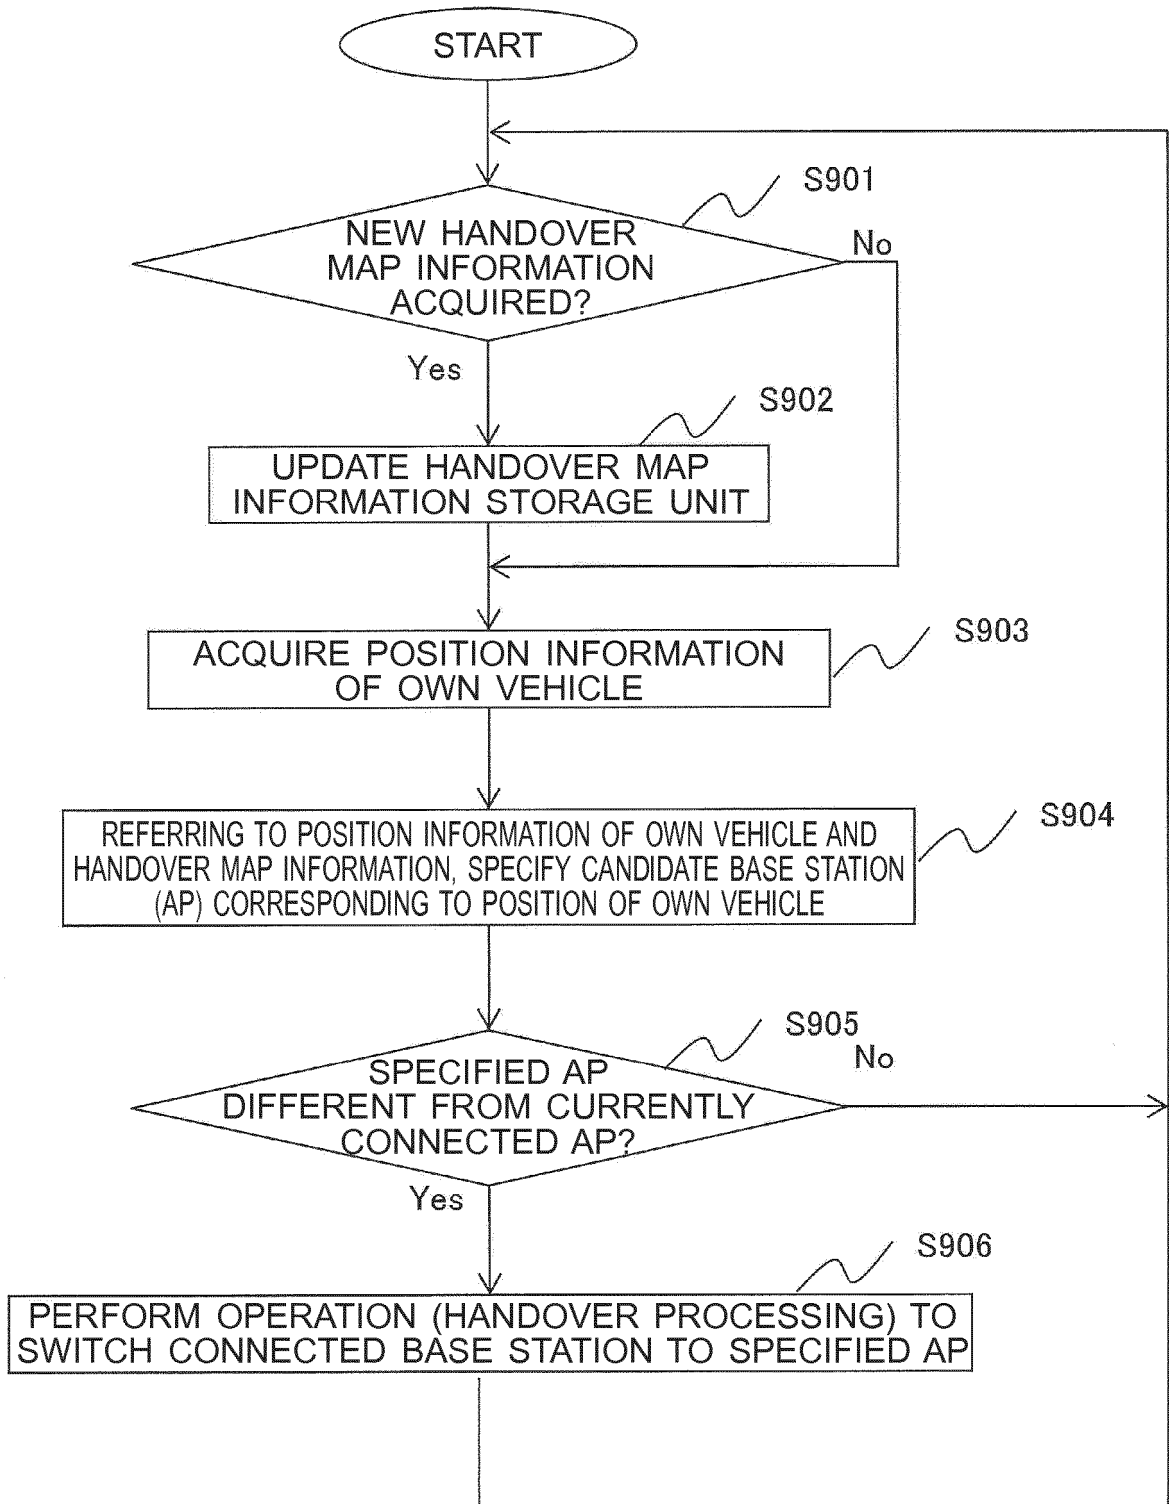 START
S901
NEW HANDOVER
MAP INFORMATION
ACQUIRED?
No
Yes
S902
UPDATE HANDOVER MAP
INFORMATION STORAGE UNIT
S903
ACQUIRE POSITION INFORMATION
OF OWN VEHICLE
S904
REFERRING TO POSITION INFORMATION OF OWN VEHICLE AND
HANDOVER MAP INFORMATION, SPECIFY CANDIDATE BASE STATION
(AP) CORRESPONDING TO POSITION OF OWN VEHICLE
S905
No
SPECIFIED AP
DIFFERENT FROM CURRENTLY
CONNECTED AP?
Yes
S906
PERFORM OPERATION (HANDOVER PROCESSING) TO
SWITCH CONNECTED BASE STATION TO SPECIFIED AP